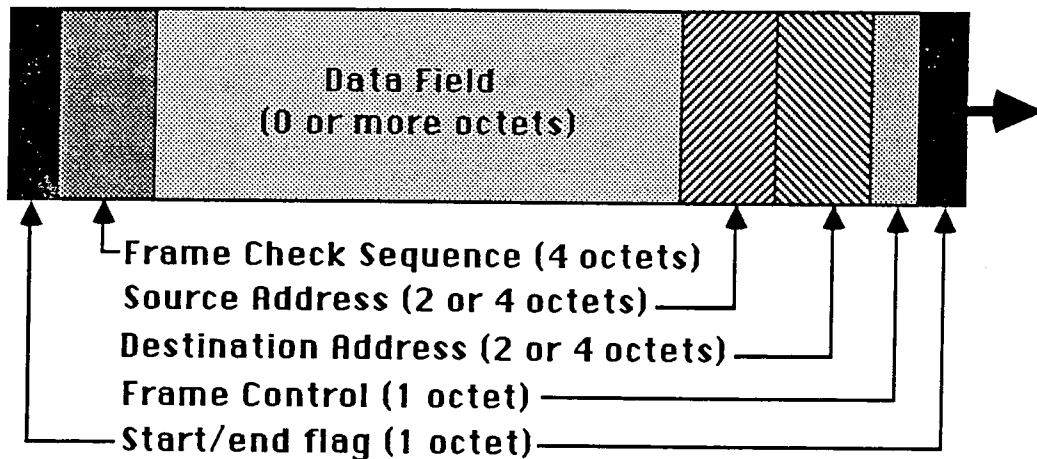 Data Field
(0 or more octets)
Frame Check Sequence (4 octets)
Source Address (2 or 4 octets)
Destination Address (2 or 4 octets)
Frame Control (1 octet)
Start/end flag (1 octet)